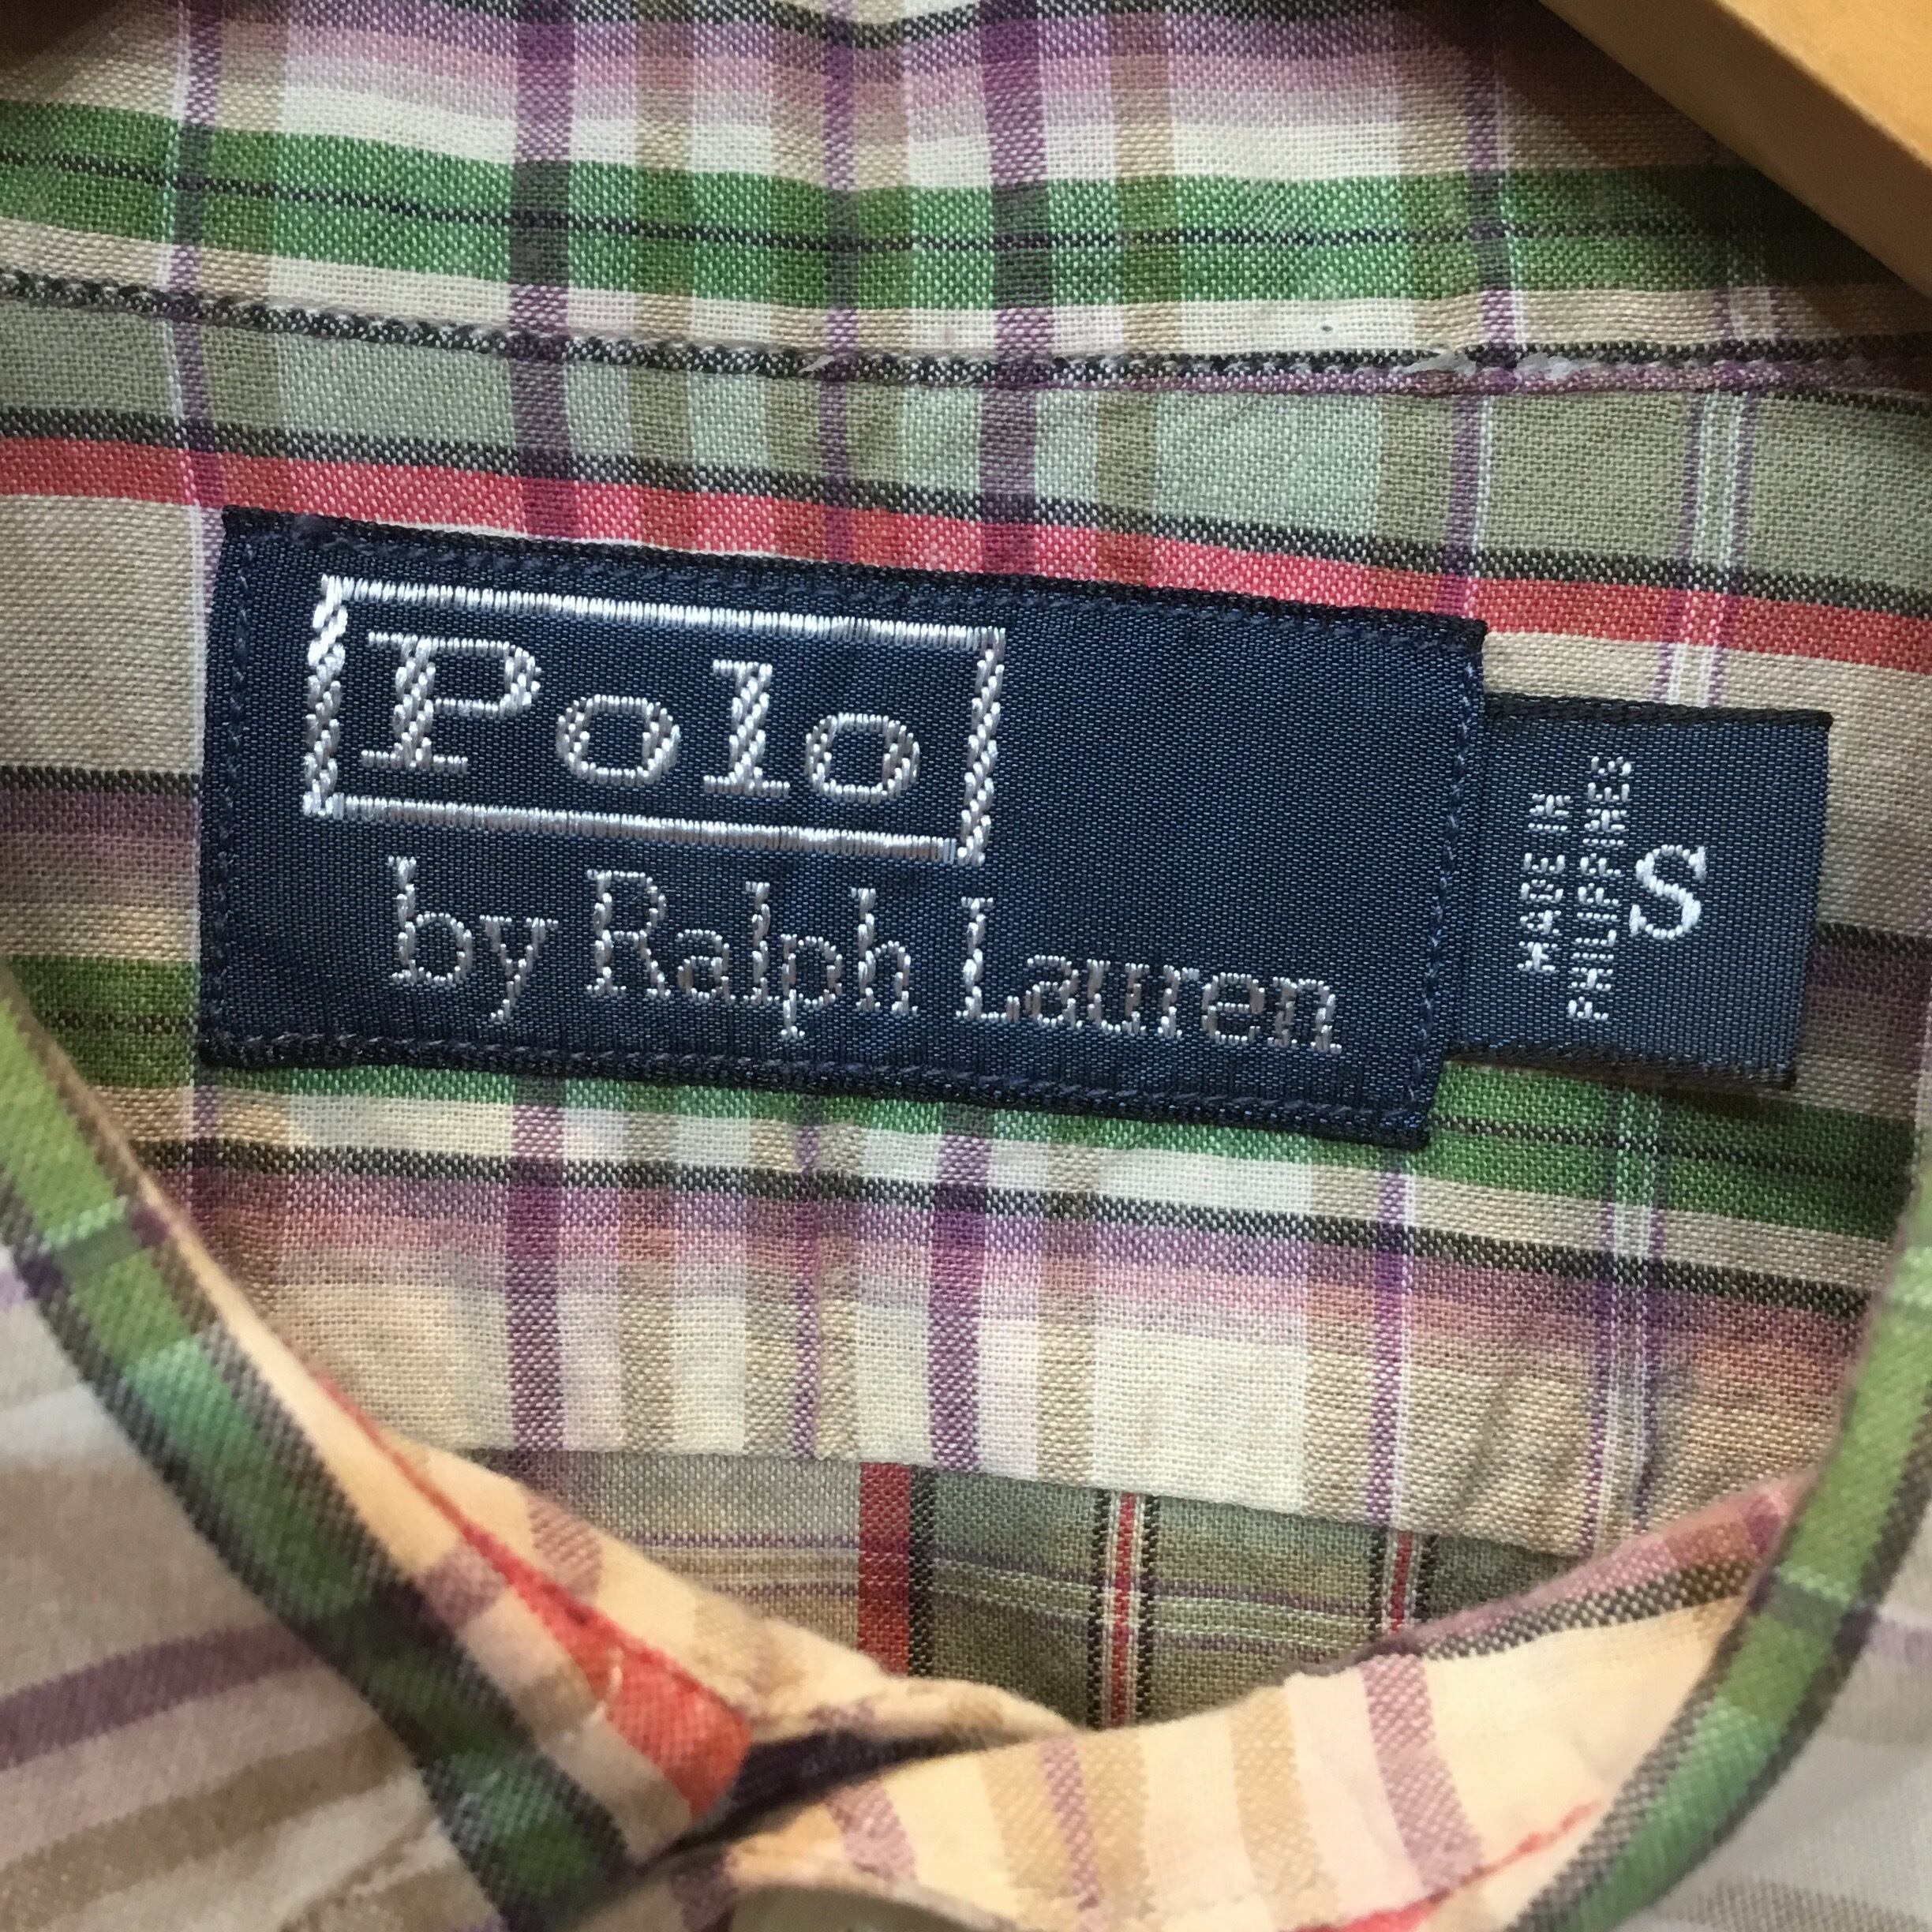 Polo
by Ralph Lauren
MADE IN
PHILIPPINES
S